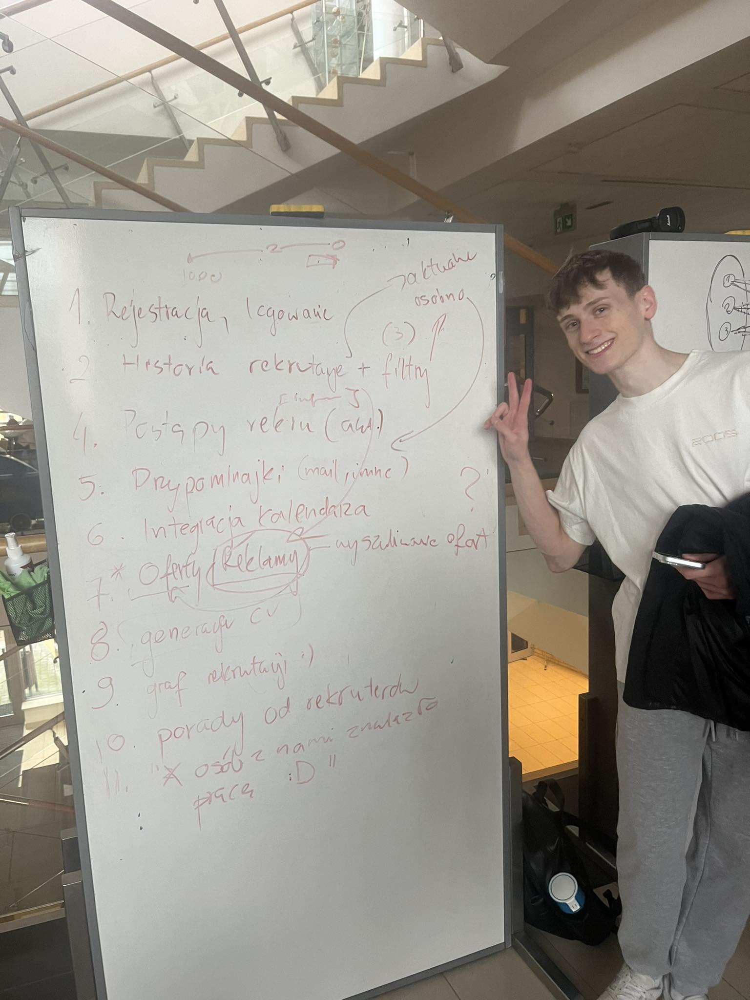 2 0
1000
aktualne
osobno
1. Rejestracja, logowanie
(3)
2 Historia rekrutacje + filtry
4. Postępy rekru (akt.)
5. Przypominajki (mail, inne)
?
6. Integracja kalendarza
7.* Oferty / Reklamy wyszukiwanie ofert
8. generacja CV
9. graf rekrutacji :)
10. porady od rekruterów
11. "X osób z nami znalazło
pracę :D"
1
2
3
2005
Marshall